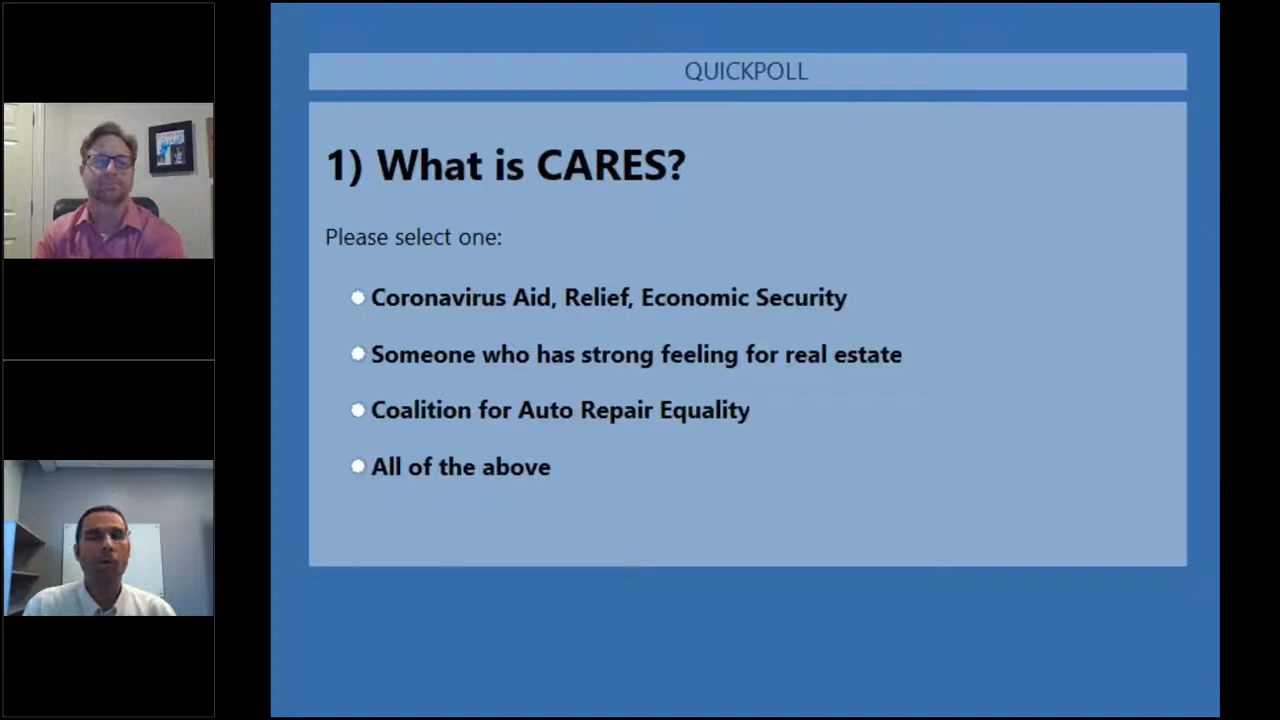 QUICKPOLL
1) What is CARES?
Please select one:
Coronavirus Aid, Relief, Economic Security
Someone who has strong feeling for real estate
Coalition for Auto Repair Equality
All of the above